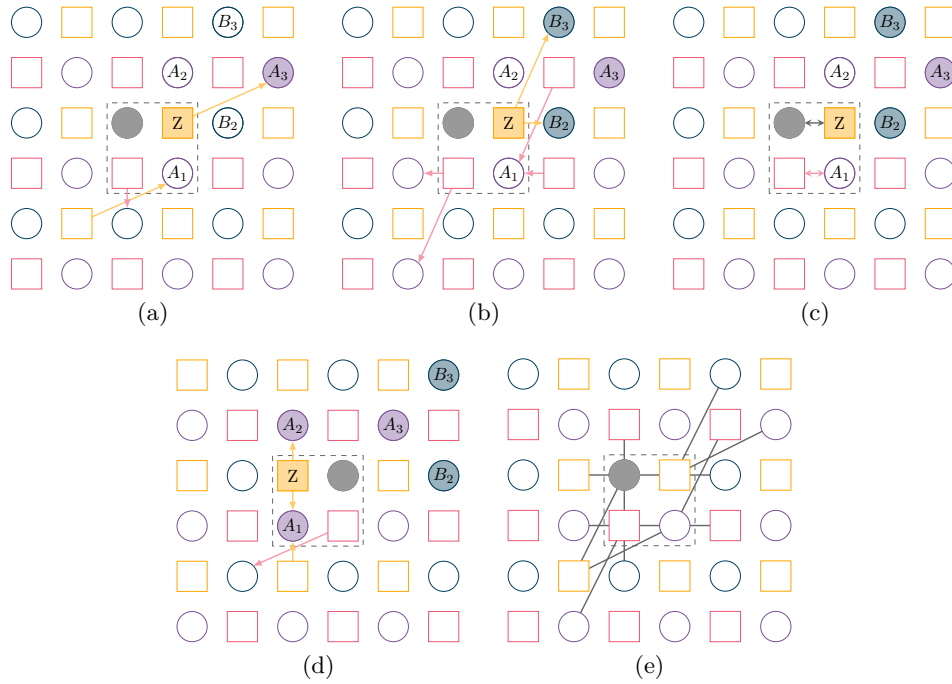 B₃ B₃ B₃
A₂ A₃ A₂ A₃ A₂ A₃
Z B₂ Z B₂ Z B₂
A₁ A₁ A₁
(a) (b) (c)
B₃
A₂ A₃
Z B₂
A₁
(d) (e)